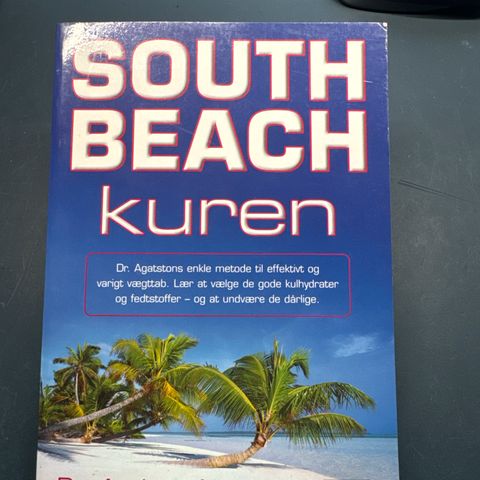 SOUTH
BEACH
kuren
Dr. Agatstons enkle metode til effektivt og
varigt vægttab. Lær at vælge de gode kulhydrater
og fedtstoffer – og at undvære de dårlige.